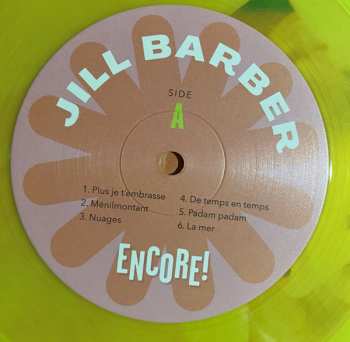 JILL BARBER
SIDE
A
1. Plus je t'embrasse
2. Ménilmontant
3. Nuages
4. De temps en temps
5. Padam padam
6. La mer
ENCORE!